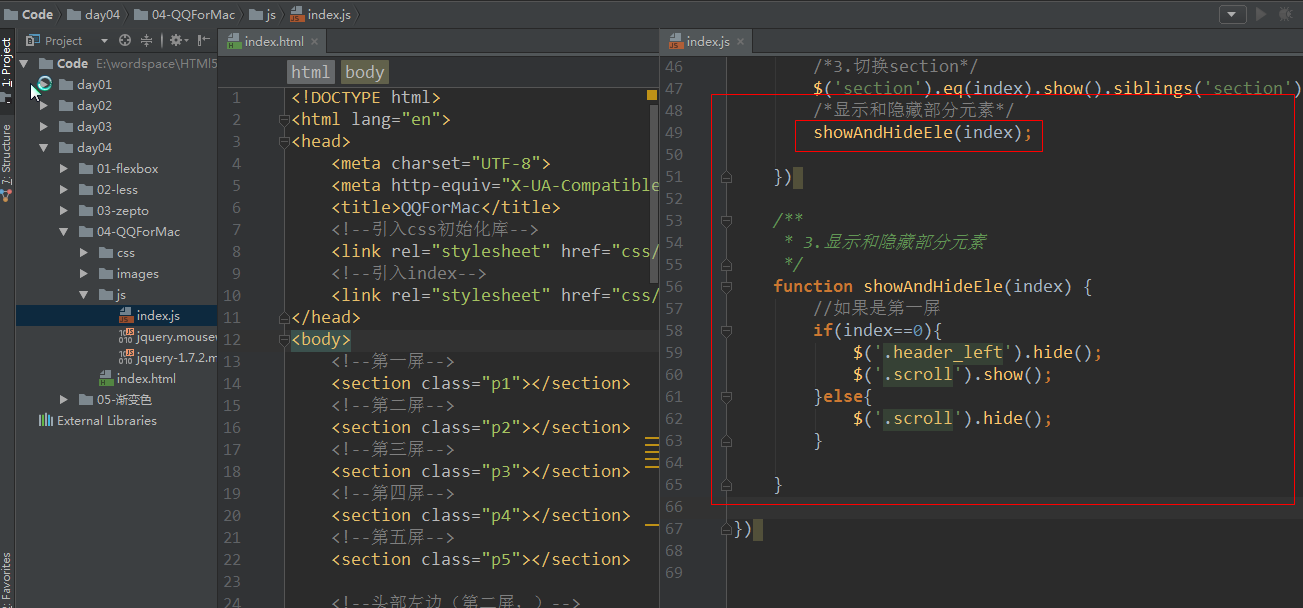 Code day04 04-QQForMac js index.js
1: Project
7: Structure
Favorites
Project
Code E:\wordspace\HTMl5
day01
day02
day03
day04
01-flexbox
02-less
03-zepto
04-QQForMac
css
images
js
index.js
jquery.mousew
jquery-1.7.2.m
index.html
05-渐变色
External Libraries
index.html
html body
1 <!DOCTYPE html>
2 <html lang="en">
3 <head>
4 <meta charset="UTF-8">
5 <meta http-equiv="X-UA-Compatible
6 <title>QQForMac</title>
7 <!--引入css初始化库-->
8 <link rel="stylesheet" href="css/
9 <!--引入index-->
10 <link rel="stylesheet" href="css/
11 </head>
12 <body>
13 <!--第一屏-->
14 <section class="p1"></section>
15 <!--第二屏-->
16 <section class="p2"></section>
17 <!--第三屏-->
18 <section class="p3"></section>
19 <!--第四屏-->
20 <section class="p4"></section>
21 <!--第五屏-->
22 <section class="p5"></section>
23
24 <!--头部左边（第二屏，）-->
index.js
46 /*3.切换section*/
47 $('section').eq(index).show().siblings('section')
48 /*显示和隐藏部分元素*/
49 showAndHideEle(index);
50
51 })
52
53 /**
54 * 3.显示和隐藏部分元素
55 */
56 function showAndHideEle(index) {
57 //如果是第一屏
58 if(index==0){
59 $('.header_left').hide();
60 $('.scroll').show();
61 }else{
62 $('.scroll').hide();
63 }
64
65 }
66
67 })
68
69